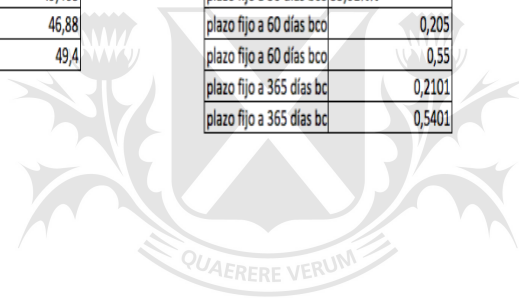 46,88 plazo fijo a 60 días bco 0,205
49,4 plazo fijo a 60 días bco 0,55
plazo fijo a 365 días bc 0,2101
plazo fijo a 365 días bc 0,5401
QUAERERE VERUM